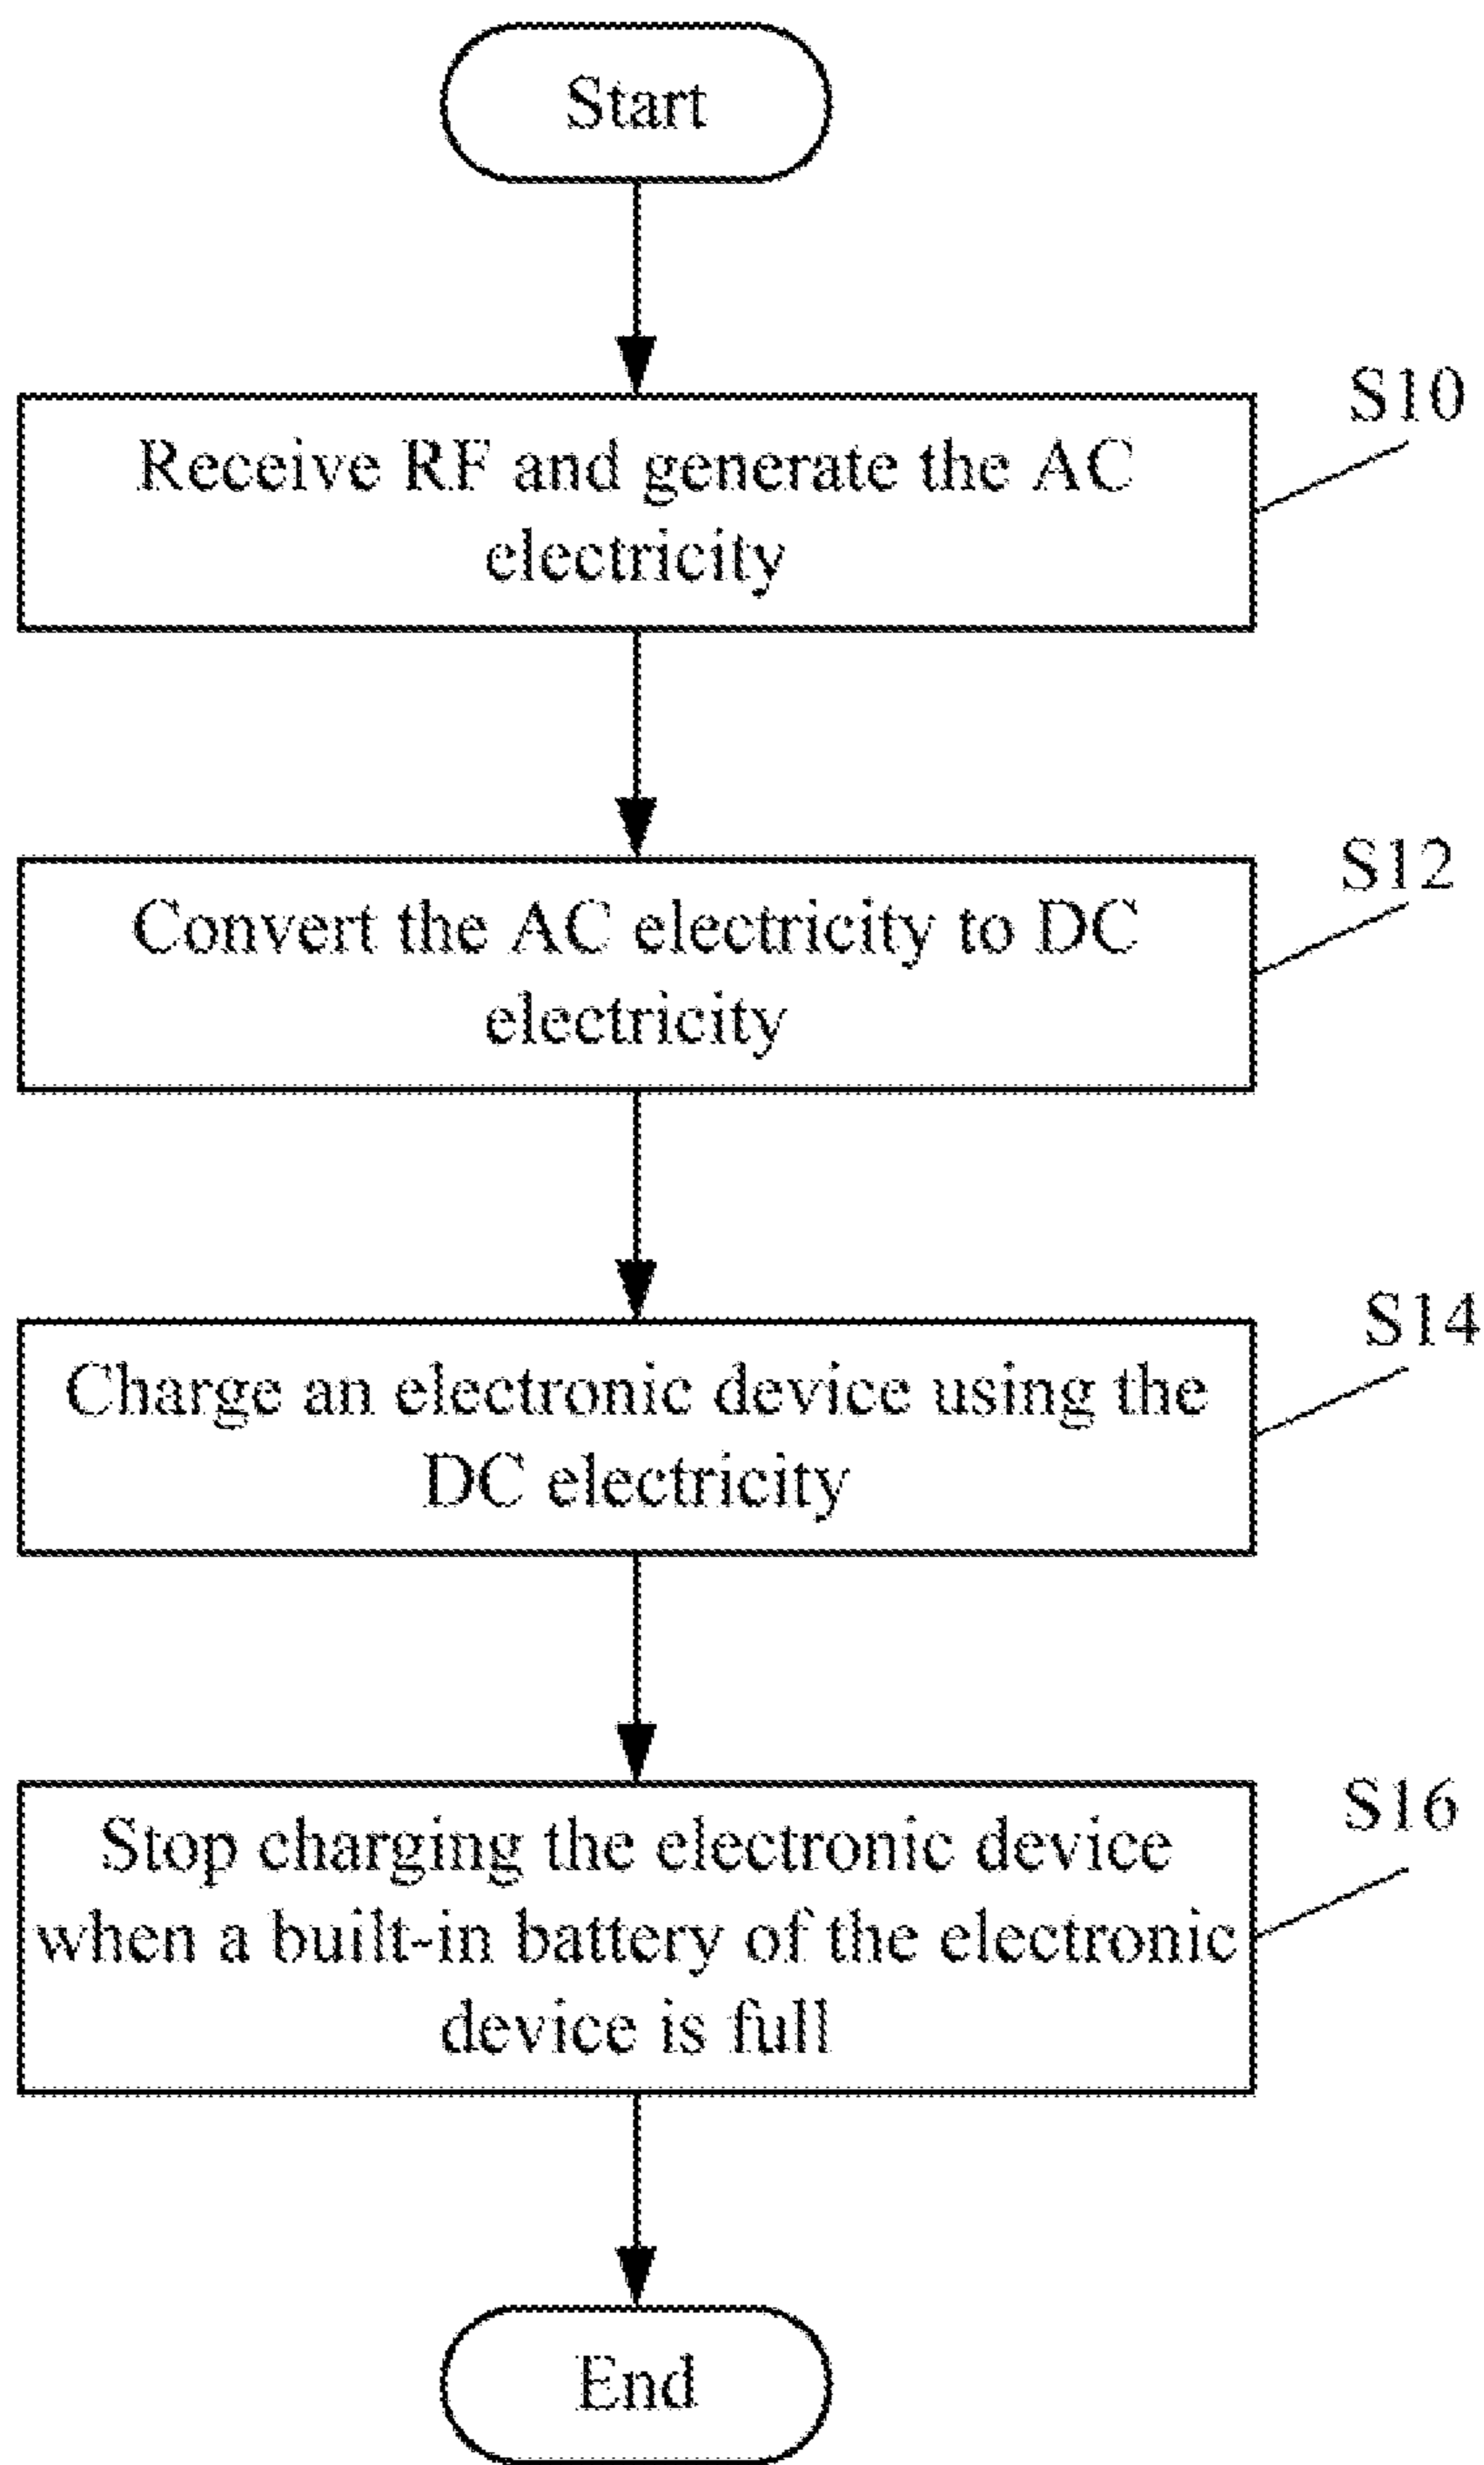 Start
S10
Receive RF and generate the AC
electricity
S12
Convert the AC electricity to DC
electricity
S14
Charge an electronic device using the
DC electricity
S16
Stop charging the electronic device
when a built-in battery of the electronic
device is full
End